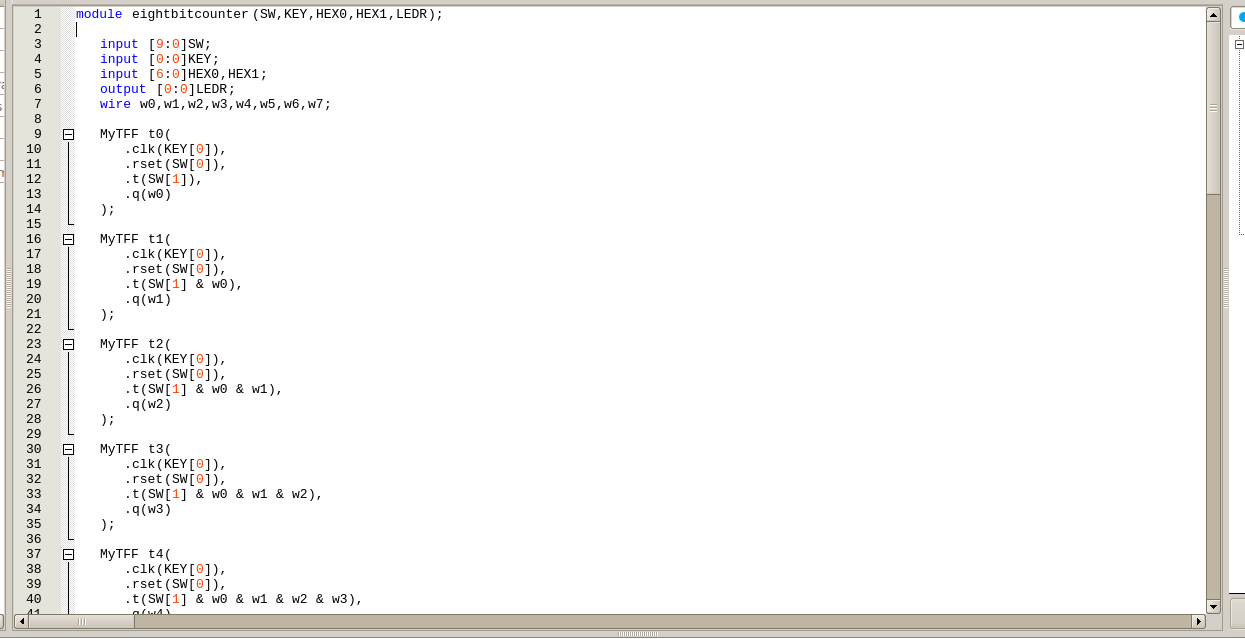 1 module eightbitcounter (SW,KEY,HEX0,HEX1,LEDR);
2
3 input [9:0]SW;
4 input [0:0]KEY;
5 input [6:0]HEX0,HEX1;
6 output [0:0]LEDR;
7 wire w0,w1,w2,w3,w4,w5,w6,w7;
8
9 MyTFF t0(
10 .clk(KEY[0]),
11 .rset(SW[0]),
12 .t(SW[1]),
13 .q(w0)
14 );
15
16 MyTFF t1(
17 .clk(KEY[0]),
18 .rset(SW[0]),
19 .t(SW[1] & w0),
20 .q(w1)
21 );
22
23 MyTFF t2(
24 .clk(KEY[0]),
25 .rset(SW[0]),
26 .t(SW[1] & w0 & w1),
27 .q(w2)
28 );
29
30 MyTFF t3(
31 .clk(KEY[0]),
32 .rset(SW[0]),
33 .t(SW[1] & w0 & w1 & w2),
34 .q(w3)
35 );
36
37 MyTFF t4(
38 .clk(KEY[0]),
39 .rset(SW[0]),
40 .t(SW[1] & w0 & w1 & w2 & w3),
41 .q(w4)